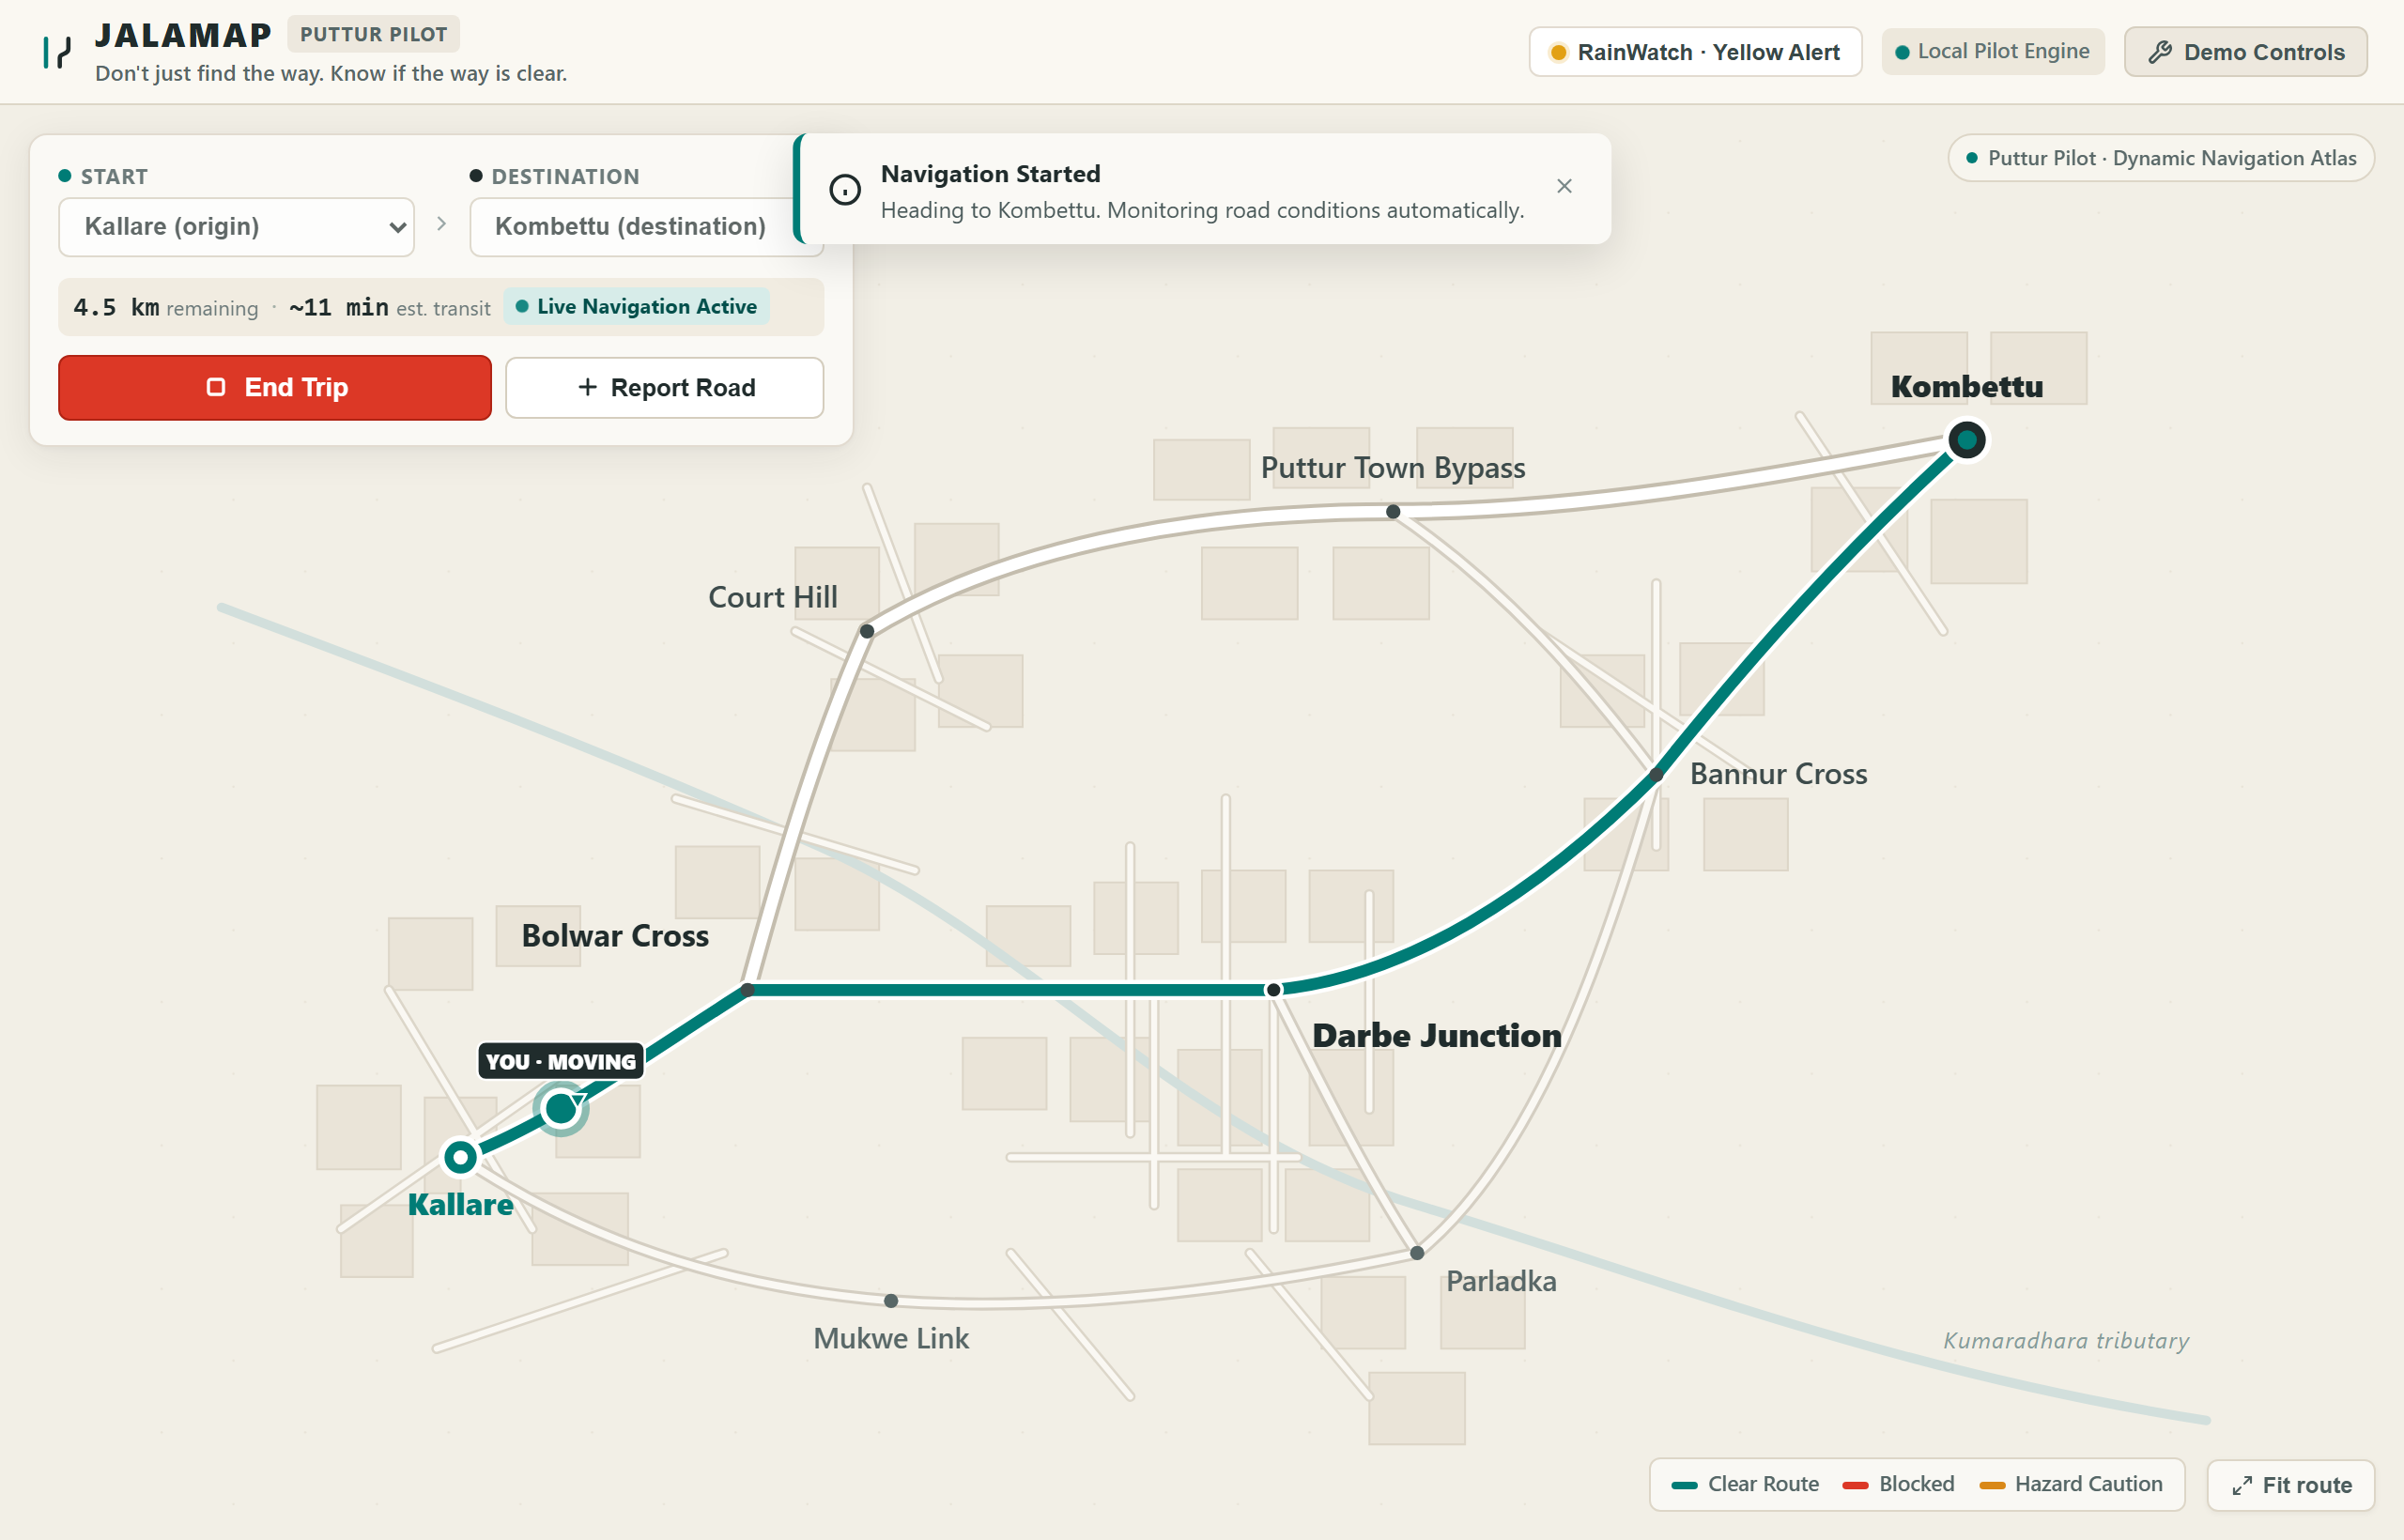 JALAMAP
PUTTUR PILOT
Don't just find the way. Know if the way is clear.
RainWatch · Yellow Alert
Local Pilot Engine
Demo Controls
START
DESTINATION
Kallare (origin)
Kombettu (destination)
4.5 km remaining · ~11 min est. transit
Live Navigation Active
End Trip
Report Road
Navigation Started
Heading to Kombettu. Monitoring road conditions automatically.
Puttur Pilot · Dynamic Navigation Atlas
Kombettu
Puttur Town Bypass
Court Hill
Bannur Cross
Bolwar Cross
Darbe Junction
YOU · MOVING
Kallare
Parladka
Mukwe Link
Kumaradhara tributary
Clear Route
Blocked
Hazard Caution
Fit route